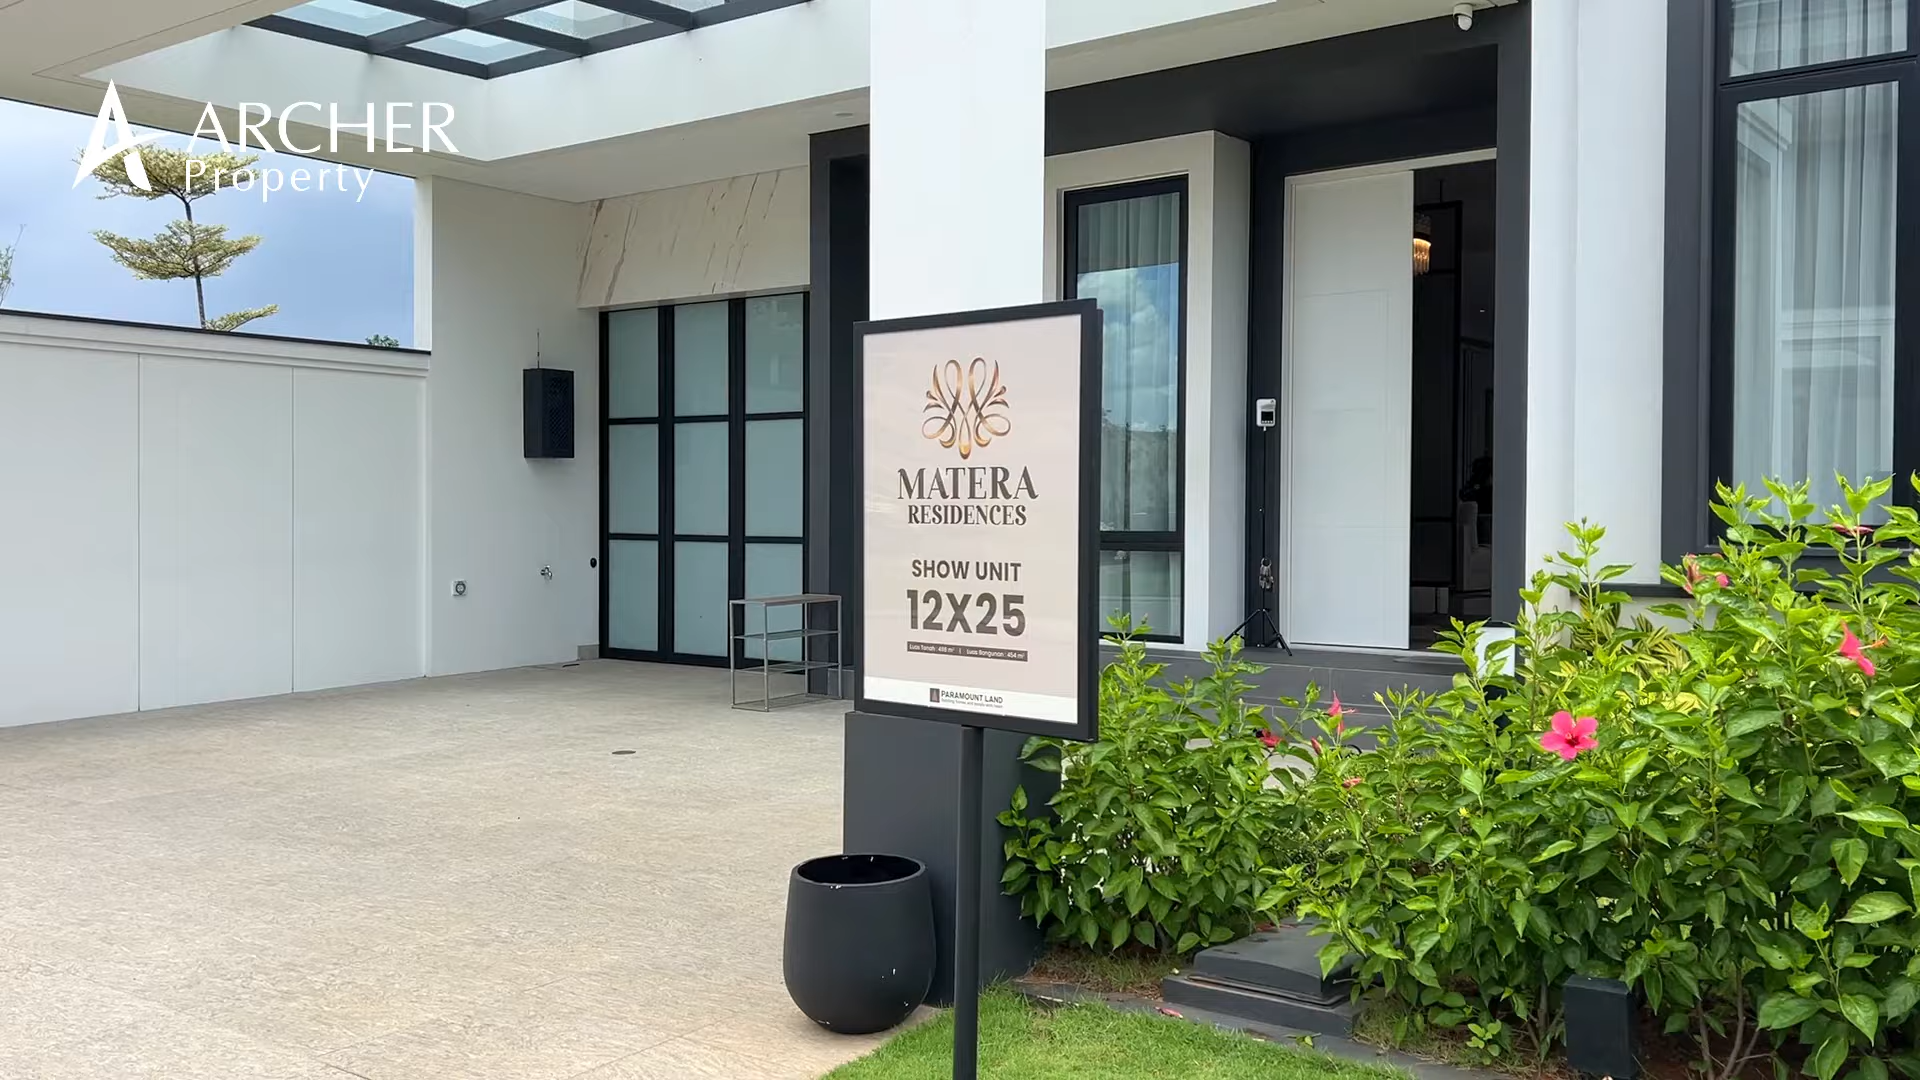 ARCHER
Property
MATERA
RESIDENCES
SHOW UNIT
12X25
Luas Tanah : 488 m² | Luas Bangunan : 454 m²
PARAMOUNT LAND